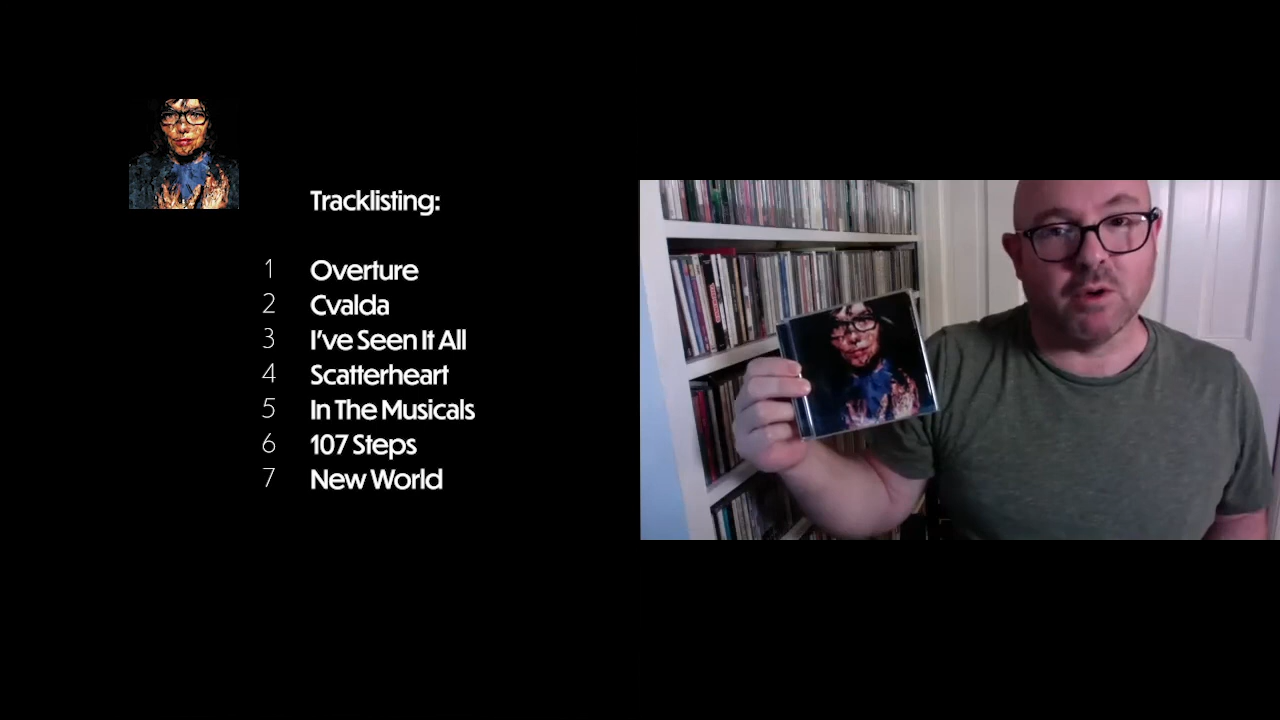 Tracklisting:
1 Overture
2 Cvalda
3 I've Seen It All
4 Scatterheart
5 In The Musicals
6 107 Steps
7 New World